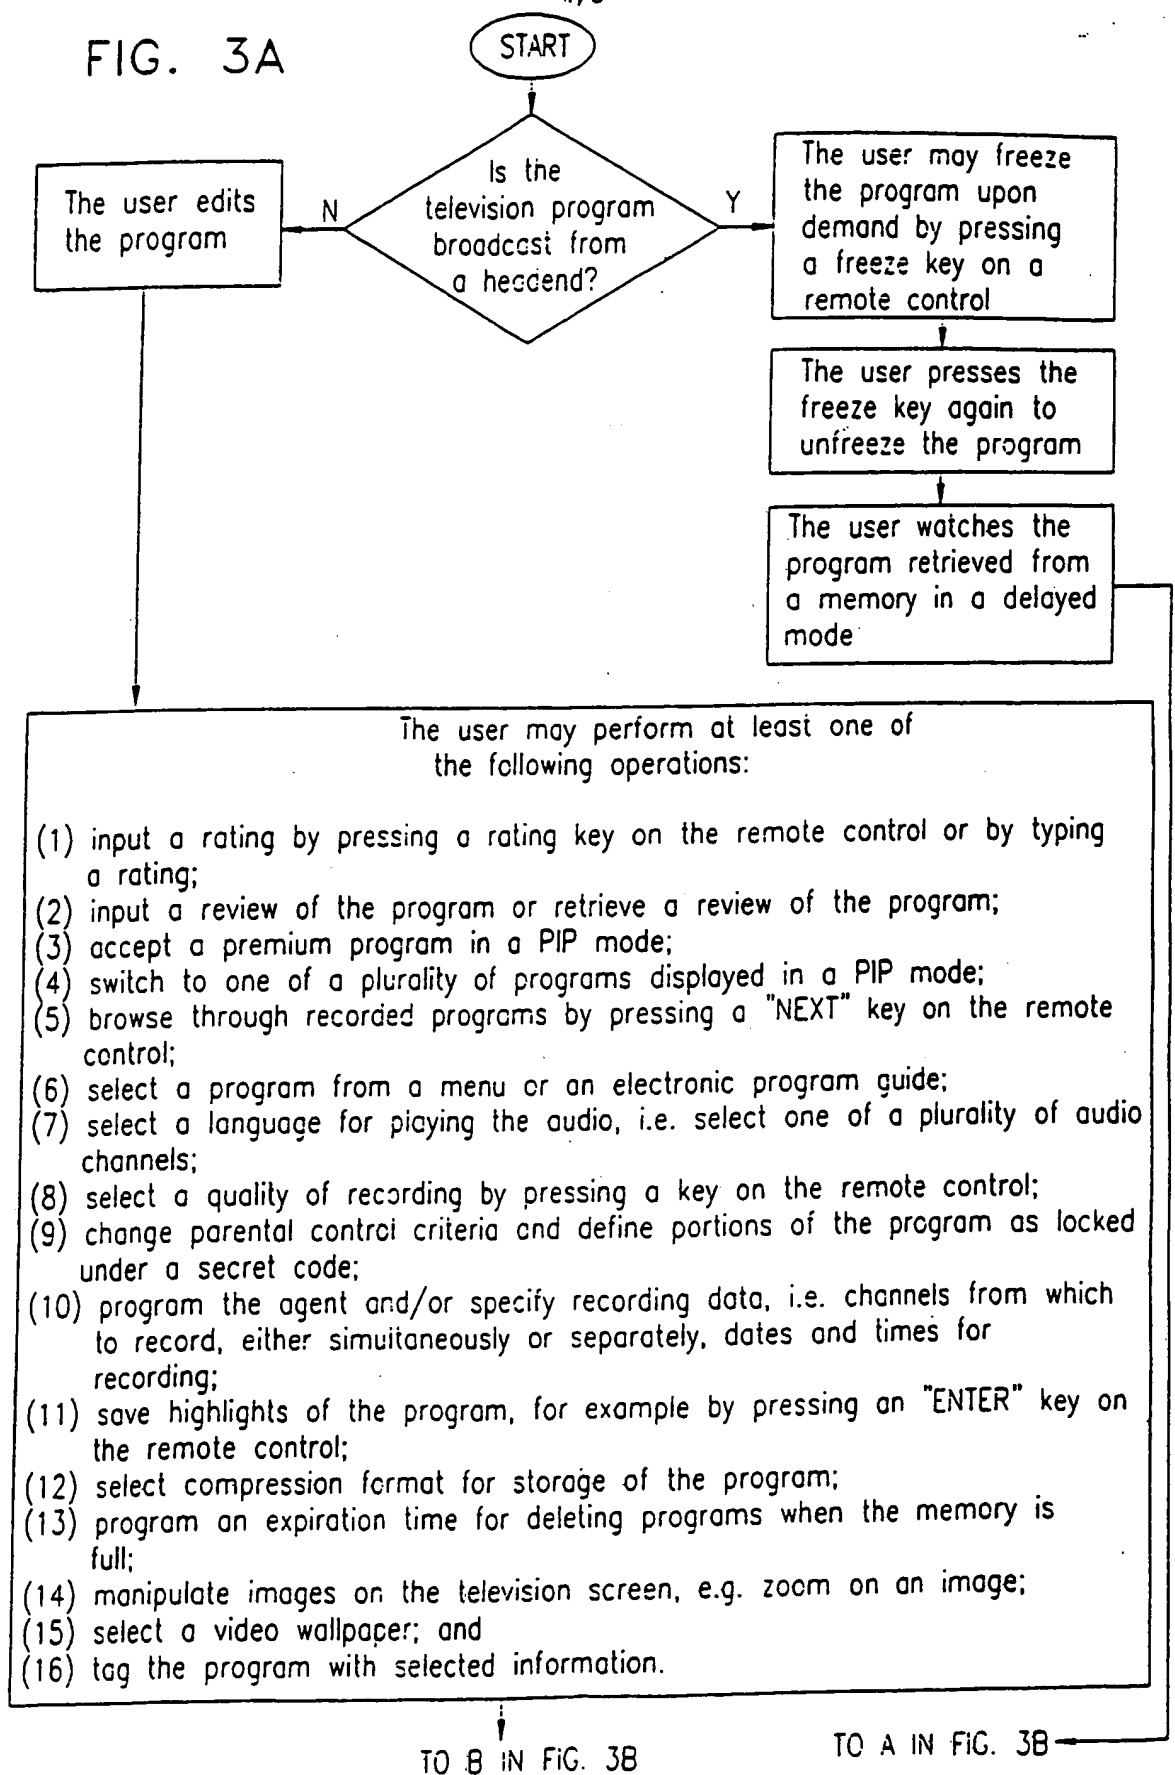 FIG. 3A
START
Is the
television program
broadcast from
a headend?
N
Y
The user edits
the program
The user may freeze
the program upon
demand by pressing
a freeze key on a
remote control
The user presses the
freeze key again to
unfreeze the program
The user watches the
program retrieved from
a memory in a delayed
mode
The user may perform at least one of
the following operations:
(1) input a rating by pressing a rating key on the remote control or by typing
a rating;
(2) input a review of the program or retrieve a review of the program;
(3) accept a premium program in a PIP mode;
(4) switch to one of a plurality of programs displayed in a PIP mode;
(5) browse through recorded programs by pressing a "NEXT" key on the remote
control;
(6) select a program from a menu or an electronic program guide;
(7) select a language for playing the audio, i.e. select one of a plurality of audio
channels;
(8) select a quality of recording by pressing a key on the remote control;
(9) change parental control criteria and define portions of the program as locked
under a secret code;
(10) program the agent and/or specify recording data, i.e. channels from which
to record, either simultaneously or separately, dates and times for
recording;
(11) save highlights of the program, for example by pressing an "ENTER" key on
the remote control;
(12) select compression format for storage of the program;
(13) program an expiration time for deleting programs when the memory is
full;
(14) manipulate images on the television screen, e.g. zoom on an image;
(15) select a video wallpaper; and
(16) tag the program with selected information.
TO B IN FIG. 3B
TO A IN FIG. 3B